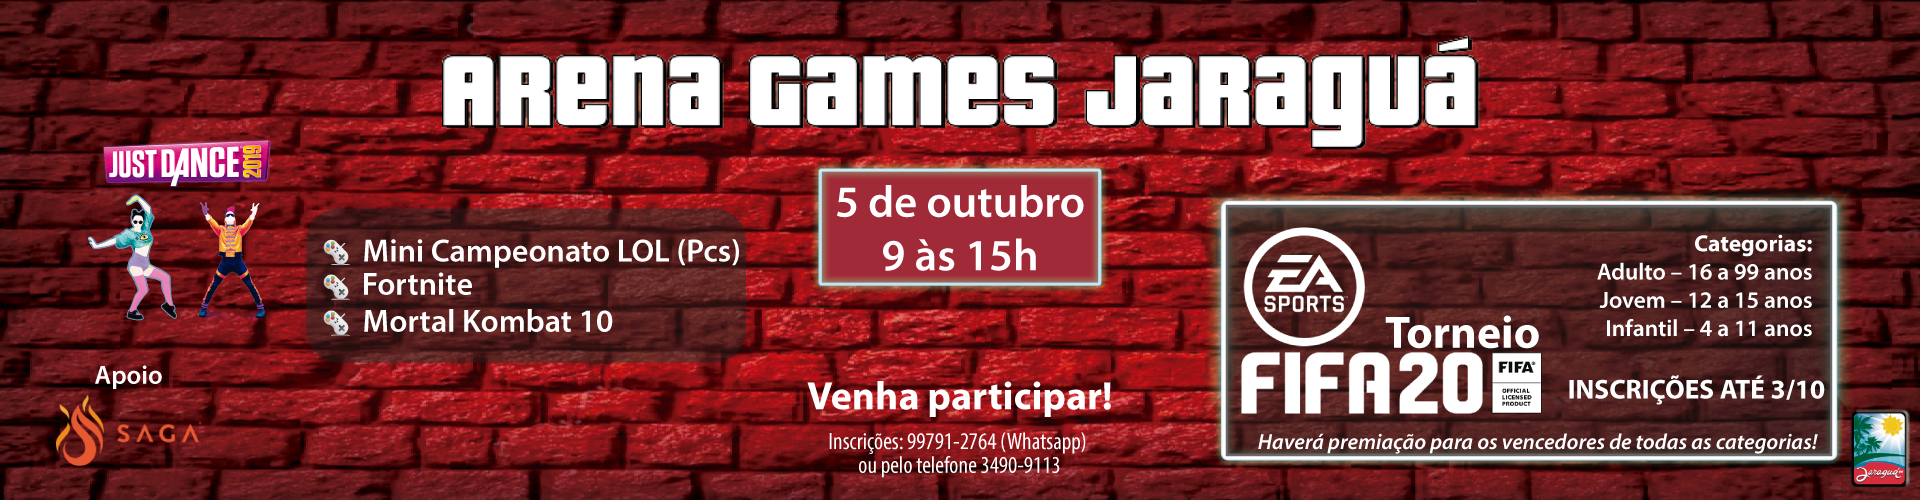 ARENA GAMES JARAGUÁ
JUST DANCE 2019
Mini Campeonato LOL (Pcs)
Fortnite
Mortal Kombat 10
Apoio
SAGA
5 de outubro
9 às 15h
Venha participar!
Inscrições: 99791-2764 (Whatsapp)
ou pelo telefone 3490-9113
EA
SPORTS
Torneio
FIFA20
FIFA
OFFICIAL
LICENSED
PRODUCT
Categorias:
Adulto – 16 a 99 anos
Jovem – 12 a 15 anos
Infantil – 4 a 11 anos
INSCRIÇÕES ATÉ 3/10
Haverá premiação para os vencedores de todas as categorias!
Jaraguá